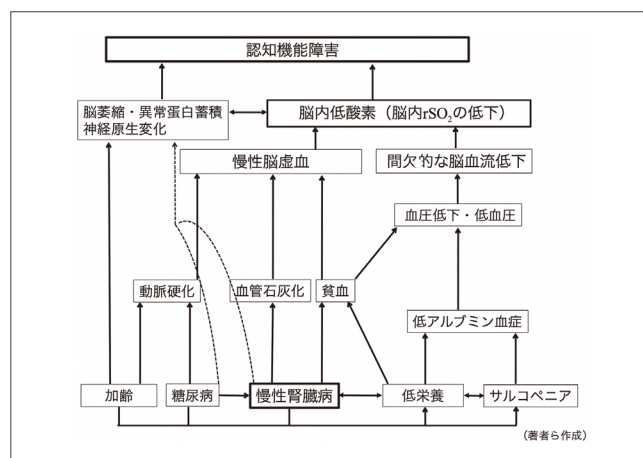 認知機能障害
脳萎縮・異常蛋白蓄積
神経原生変化
脳内低酸素（脳内rSO₂の低下）
慢性脳虚血
間欠的な脳血流低下
血圧低下・低血圧
動脈硬化
血管石灰化
貧血
低アルブミン血症
加齢
糖尿病
慢性腎臓病
低栄養
サルコペニア
（著者ら作成）